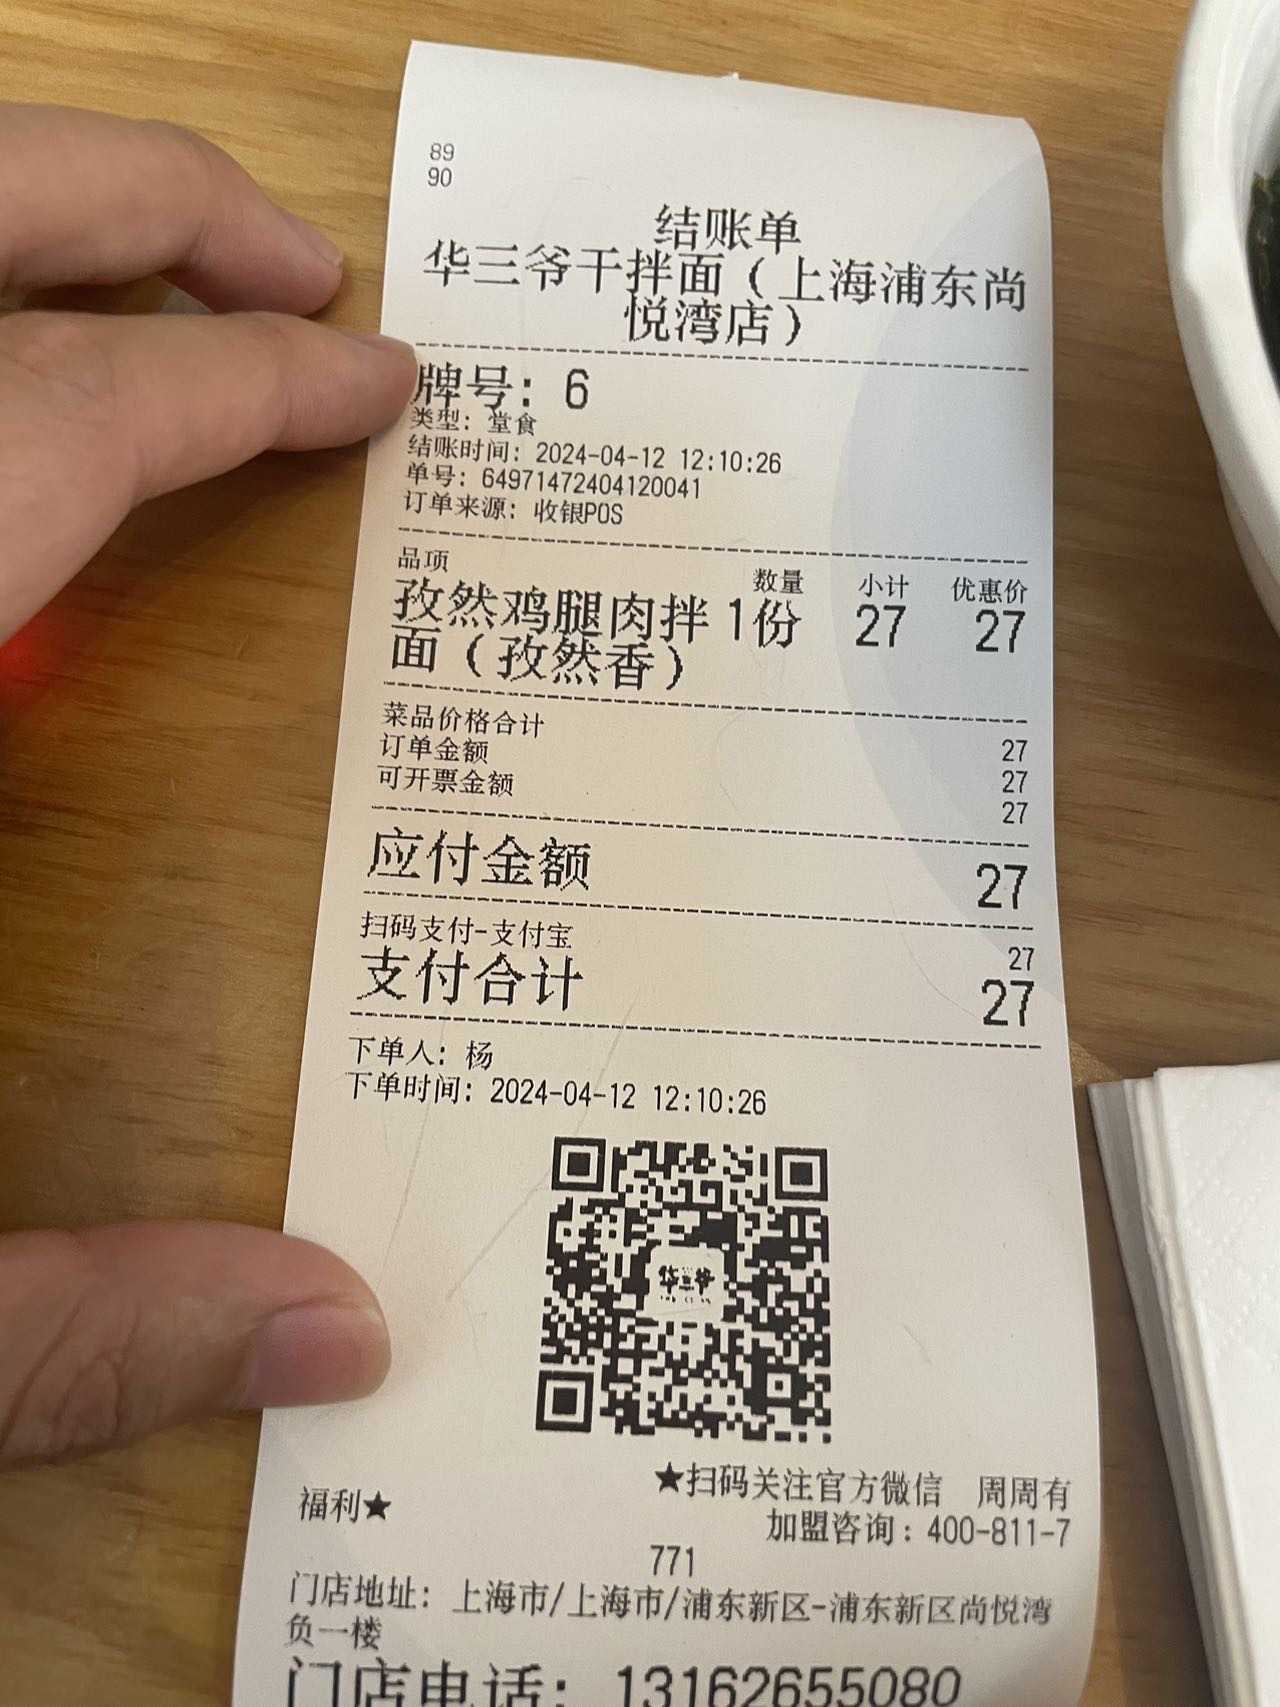 89
90
结账单
华三爷干拌面（上海浦东尚
悦湾店）
牌号：6
类型：堂食
结账时间：2024-04-12 12:10:26
单号：64971472404120041
订单来源：收银POS
品项 数量 小计 优惠价
孜然鸡腿肉拌 1份 27 27
面（孜然香）
菜品价格合计 27
订单金额 27
可开票金额 27
应付金额 27
扫码支付-支付宝 27
支付合计 27
下单人：杨
下单时间：2024-04-12 12:10:26
华三爷
★扫码关注官方微信 周周有
福利★
加盟咨询：400-811-7
771
门店地址：上海市/上海市/浦东新区-浦东新区尚悦湾
负一楼
门店电话：13162655080